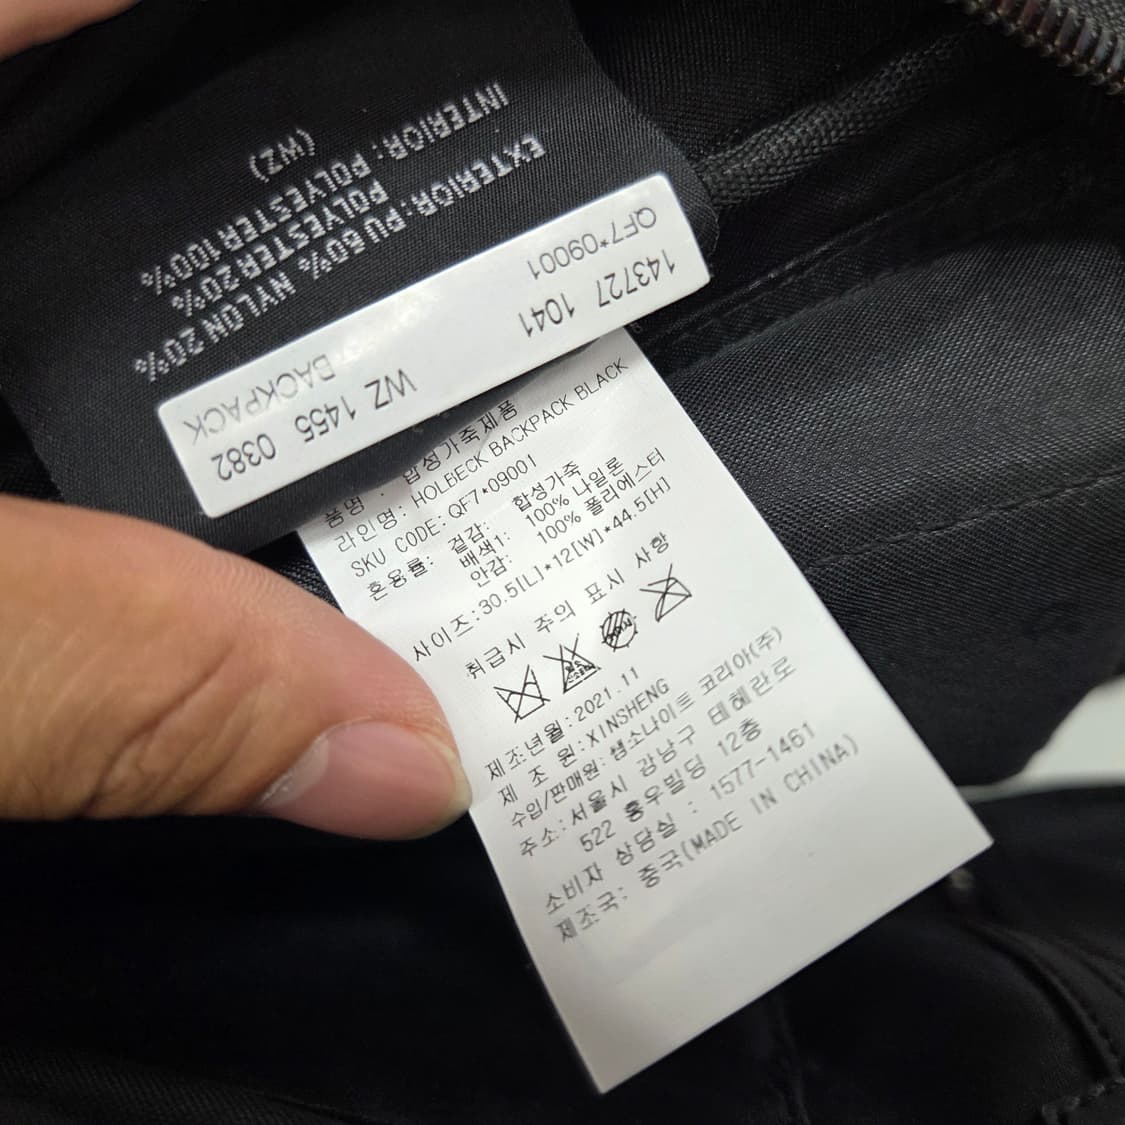 INTERIOR:
EXTERIOR:PU 60% NYLON 20%
POLYESTER 20%
POLYESTER 100%
(WZ)
QF7*09001 BACKPACK
143727 1041 WZ 1455 0382
품명 : 합성가죽제품
라인명: HOLBECK BACKPACK BLACK
SKU CODE: QF7*09001
혼용률: 겉감: 합성가죽
배색1: 100% 나일론
안감: 100% 폴리에스터
사이즈:30.5[L]*12[W]*44.5[H]
취급시 주의 표시 사항
제조년월:2021.11
제 조 원:XINSHENG
수입/판매원:쌤소나이트 코리아(주)
주소:서울시 강남구 테헤란로
522 홍우빌딩 12층
소비자 상담실 : 1577-1461
제조국: 중국(MADE IN CHINA)